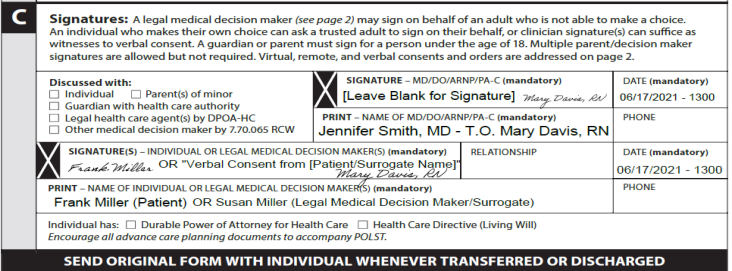 C
Signatures: A legal medical decision maker (see page 2) may sign on behalf of an adult who is not able to make a choice.
An individual who makes their own choice can ask a trusted adult to sign on their behalf, or clinician signature(s) can suffice as
witnesses to verbal consent. A guardian or parent must sign for a person under the age of 18. Multiple parent/decision maker
signatures are allowed but not required. Virtual, remote, and verbal consents and orders are addressed on page 2.
Discussed with:
☐ Individual ☐ Parent(s) of minor
☐ Guardian with health care authority
☐ Legal health care agent(s) by DPOA-HC
☐ Other medical decision maker by 7.70.065 RCW
X
SIGNATURE – MD/DO/ARNP/PA-C (mandatory)
[Leave Blank for Signature] Mary Davis, RN
DATE (mandatory)
06/17/2021 - 1300
PRINT – NAME OF MD/DO/ARNP/PA-C (mandatory)
Jennifer Smith, MD - T.O. Mary Davis, RN
PHONE
X
SIGNATURE(S) – INDIVIDUAL OR LEGAL MEDICAL DECISION MAKER(S) (mandatory)
Frank Miller OR "Verbal Consent from [Patient/Surrogate Name]"
Mary Davis, RN
RELATIONSHIP
DATE (mandatory)
06/17/2021 - 1300
PRINT – NAME OF INDIVIDUAL OR LEGAL MEDICAL DECISION MAKER(S) (mandatory)
Frank Miller (Patient) OR Susan Miller (Legal Medical Decision Maker/Surrogate)
PHONE
Individual has: ☐ Durable Power of Attorney for Health Care ☐ Health Care Directive (Living Will)
Encourage all advance care planning documents to accompany POLST.
SEND ORIGINAL FORM WITH INDIVIDUAL WHENEVER TRANSFERRED OR DISCHARGED